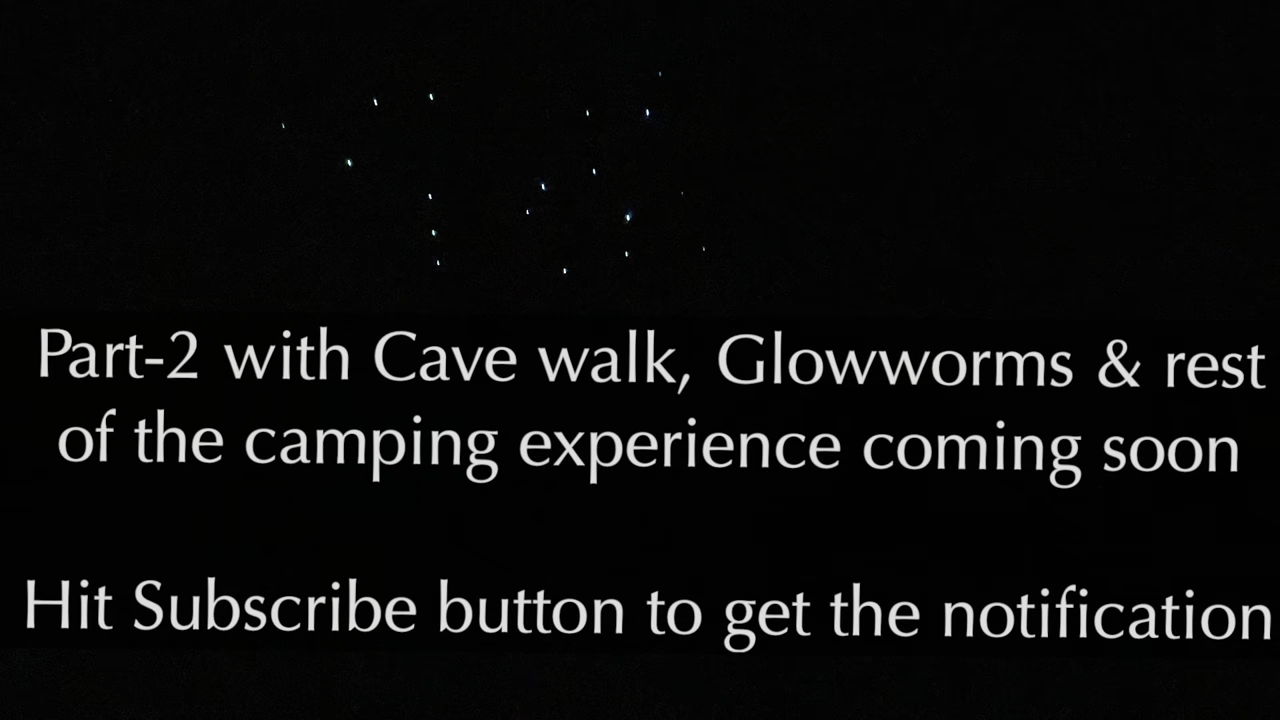 Part-2 with Cave walk, Glowworms & rest
of the camping experience coming soon
Hit Subscribe button to get the notification